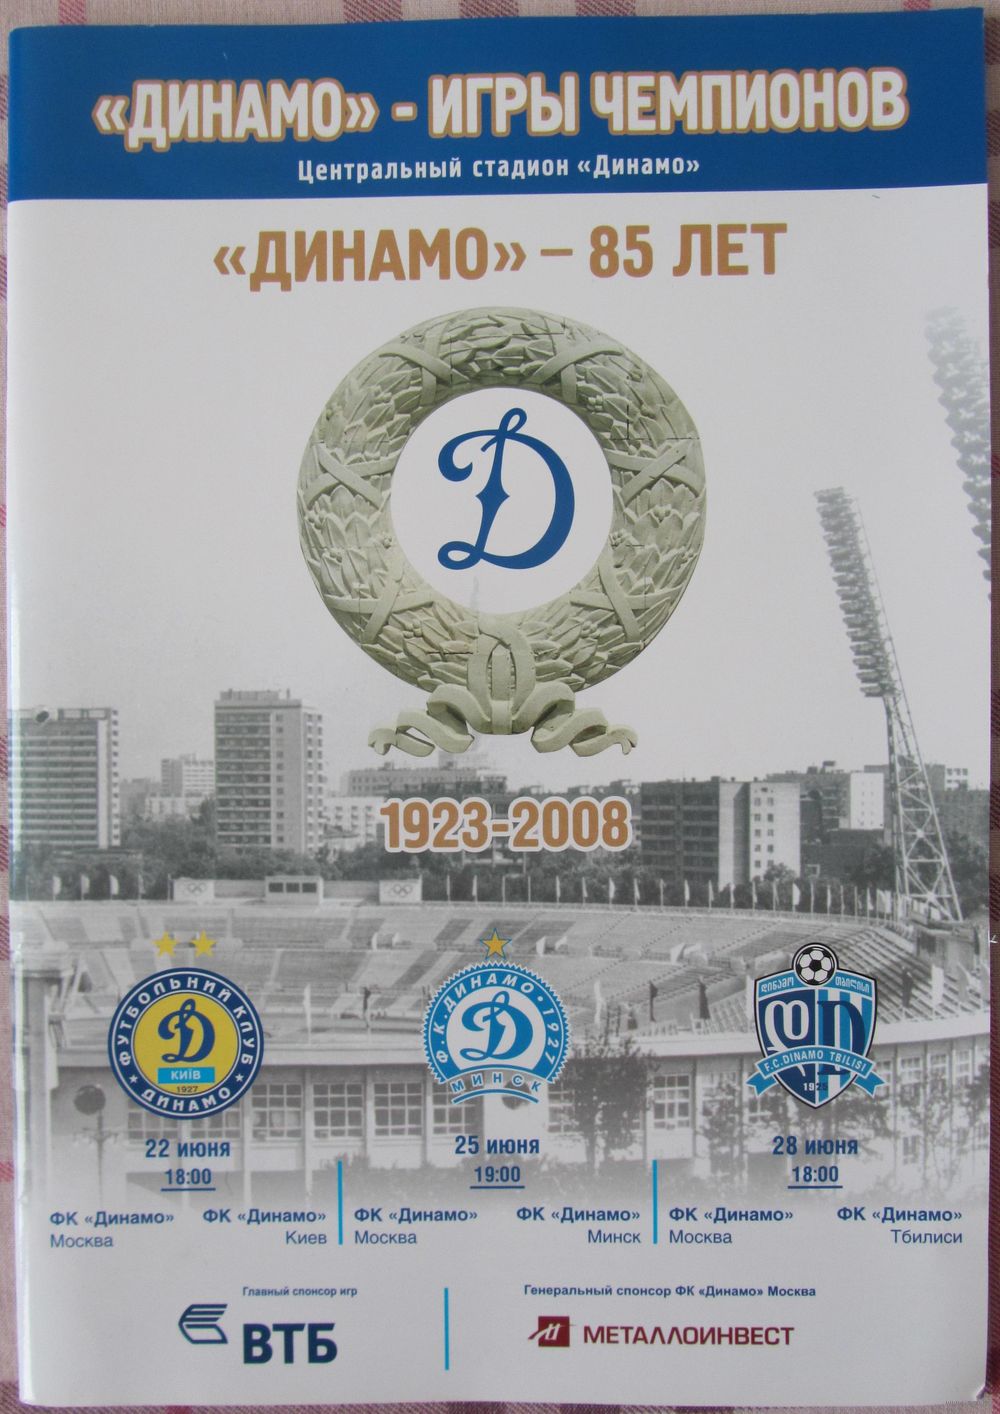 «ДИНАМО» - ИГРЫ ЧЕМПИОНОВ
Центральный стадион «Динамо»
«ДИНАМО» – 85 ЛЕТ
Д
1923-2008
ФУТБОЛЬНИЙ КЛУБ
Д
КИЇВ
1927
ДИНАМО
Ф.К. ДИНАМО • 1927
Д
МИНСК
დინამო თბილისი
F.C. DINAMO TBILISI
1925
22 июня
18:00
25 июня
19:00
28 июня
18:00
ФК «Динамо» ФК «Динамо»
Москва Киев
ФК «Динамо» ФК «Динамо»
Москва Минск
ФК «Динамо» ФК «Динамо»
Москва Тбилиси
Главный спонсор игр
ВТБ
Генеральный спонсор ФК «Динамо» Москва
МЕТАЛЛОИНВЕСТ